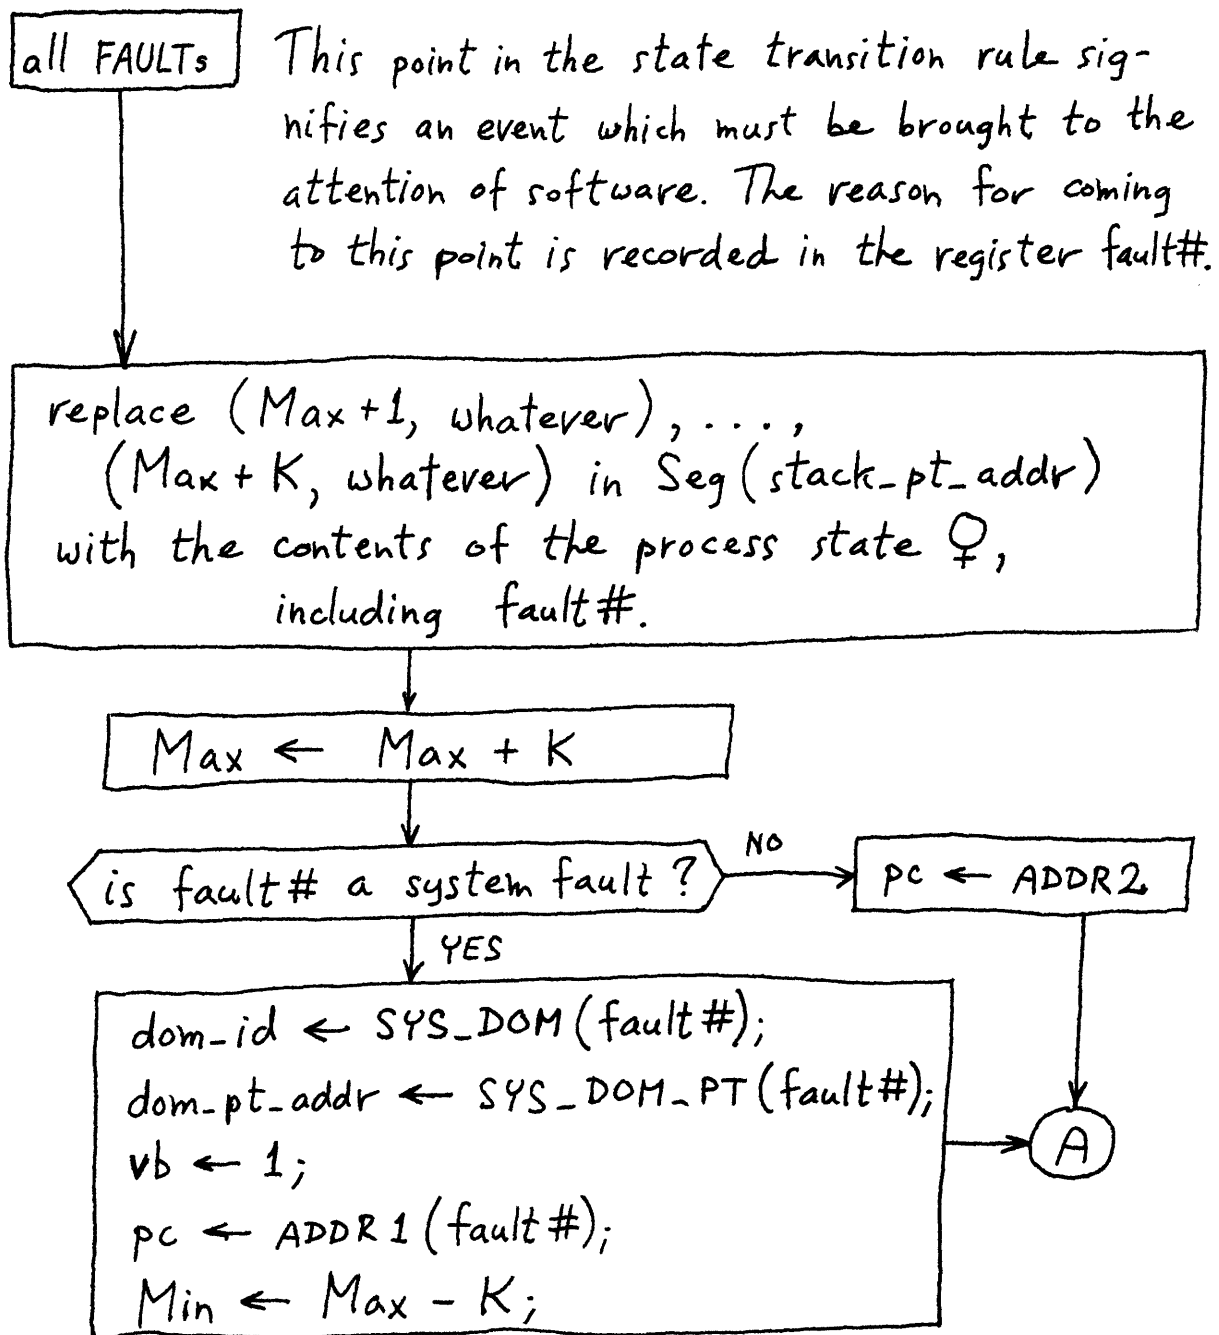 all FAULTs
This point in the state transition rule sig-
nifies an event which must be brought to the
attention of software. The reason for coming
to this point is recorded in the register fault#.
replace (Max+1, whatever), ....,
(Max + K, whatever) in Seg (stack_pt_addr)
with the contents of the process state ♀,
including fault#.
Max ← Max + K
is fault# a system fault?
NO
pc ← ADDR2
YES
dom_id ← SYS_DOM (fault#);
dom_pt_addr ← SYS_DOM_PT (fault#);
vb ← 1;
pc ← ADDR1 (fault#);
Min ← Max - K;
A